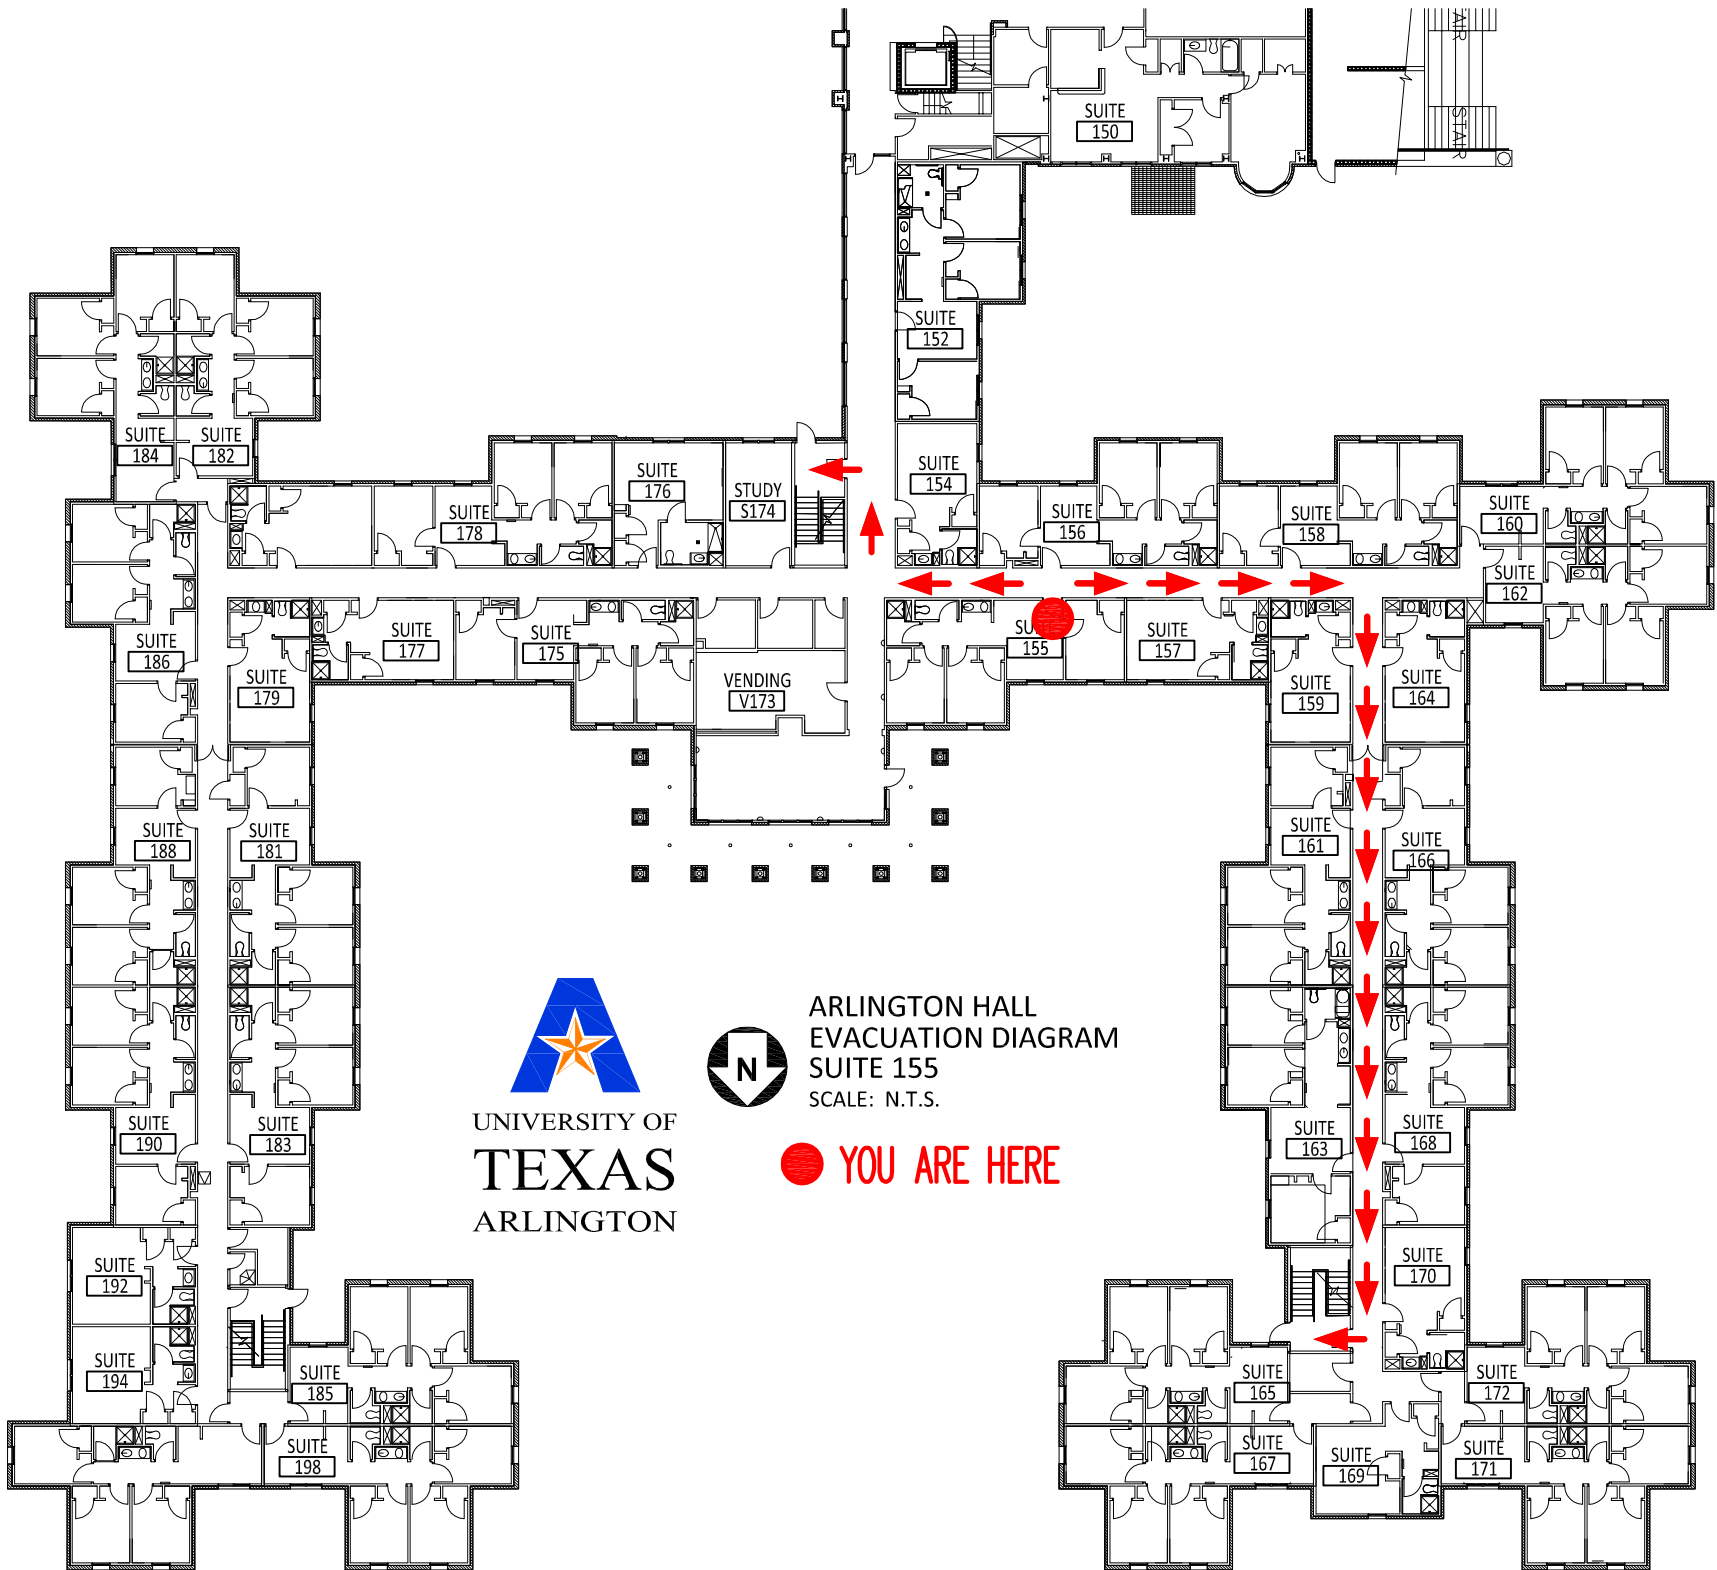 STAIR
STAIR
SUITE
150
SUITE
152
SUITE
184
SUITE
182
SUITE
154
SUITE
176
STUDY
S174
SUITE
178
SUITE
156
SUITE
158
SUITE
160
SUITE
162
SUITE
186
SUITE
177
SUITE
175
SUITE
155
SUITE
157
SUITE
179
VENDING
V173
SUITE
159
SUITE
164
SUITE
188
SUITE
181
SUITE
161
SUITE
166
ARLINGTON HALL
EVACUATION DIAGRAM
SUITE 155
SCALE: N.T.S.
N
A
UNIVERSITY OF
TEXAS
ARLINGTON
YOU ARE HERE
SUITE
190
SUITE
183
SUITE
163
SUITE
168
SUITE
192
SUITE
170
SUITE
194
SUITE
185
SUITE
165
SUITE
172
SUITE
198
SUITE
167
SUITE
169
SUITE
171